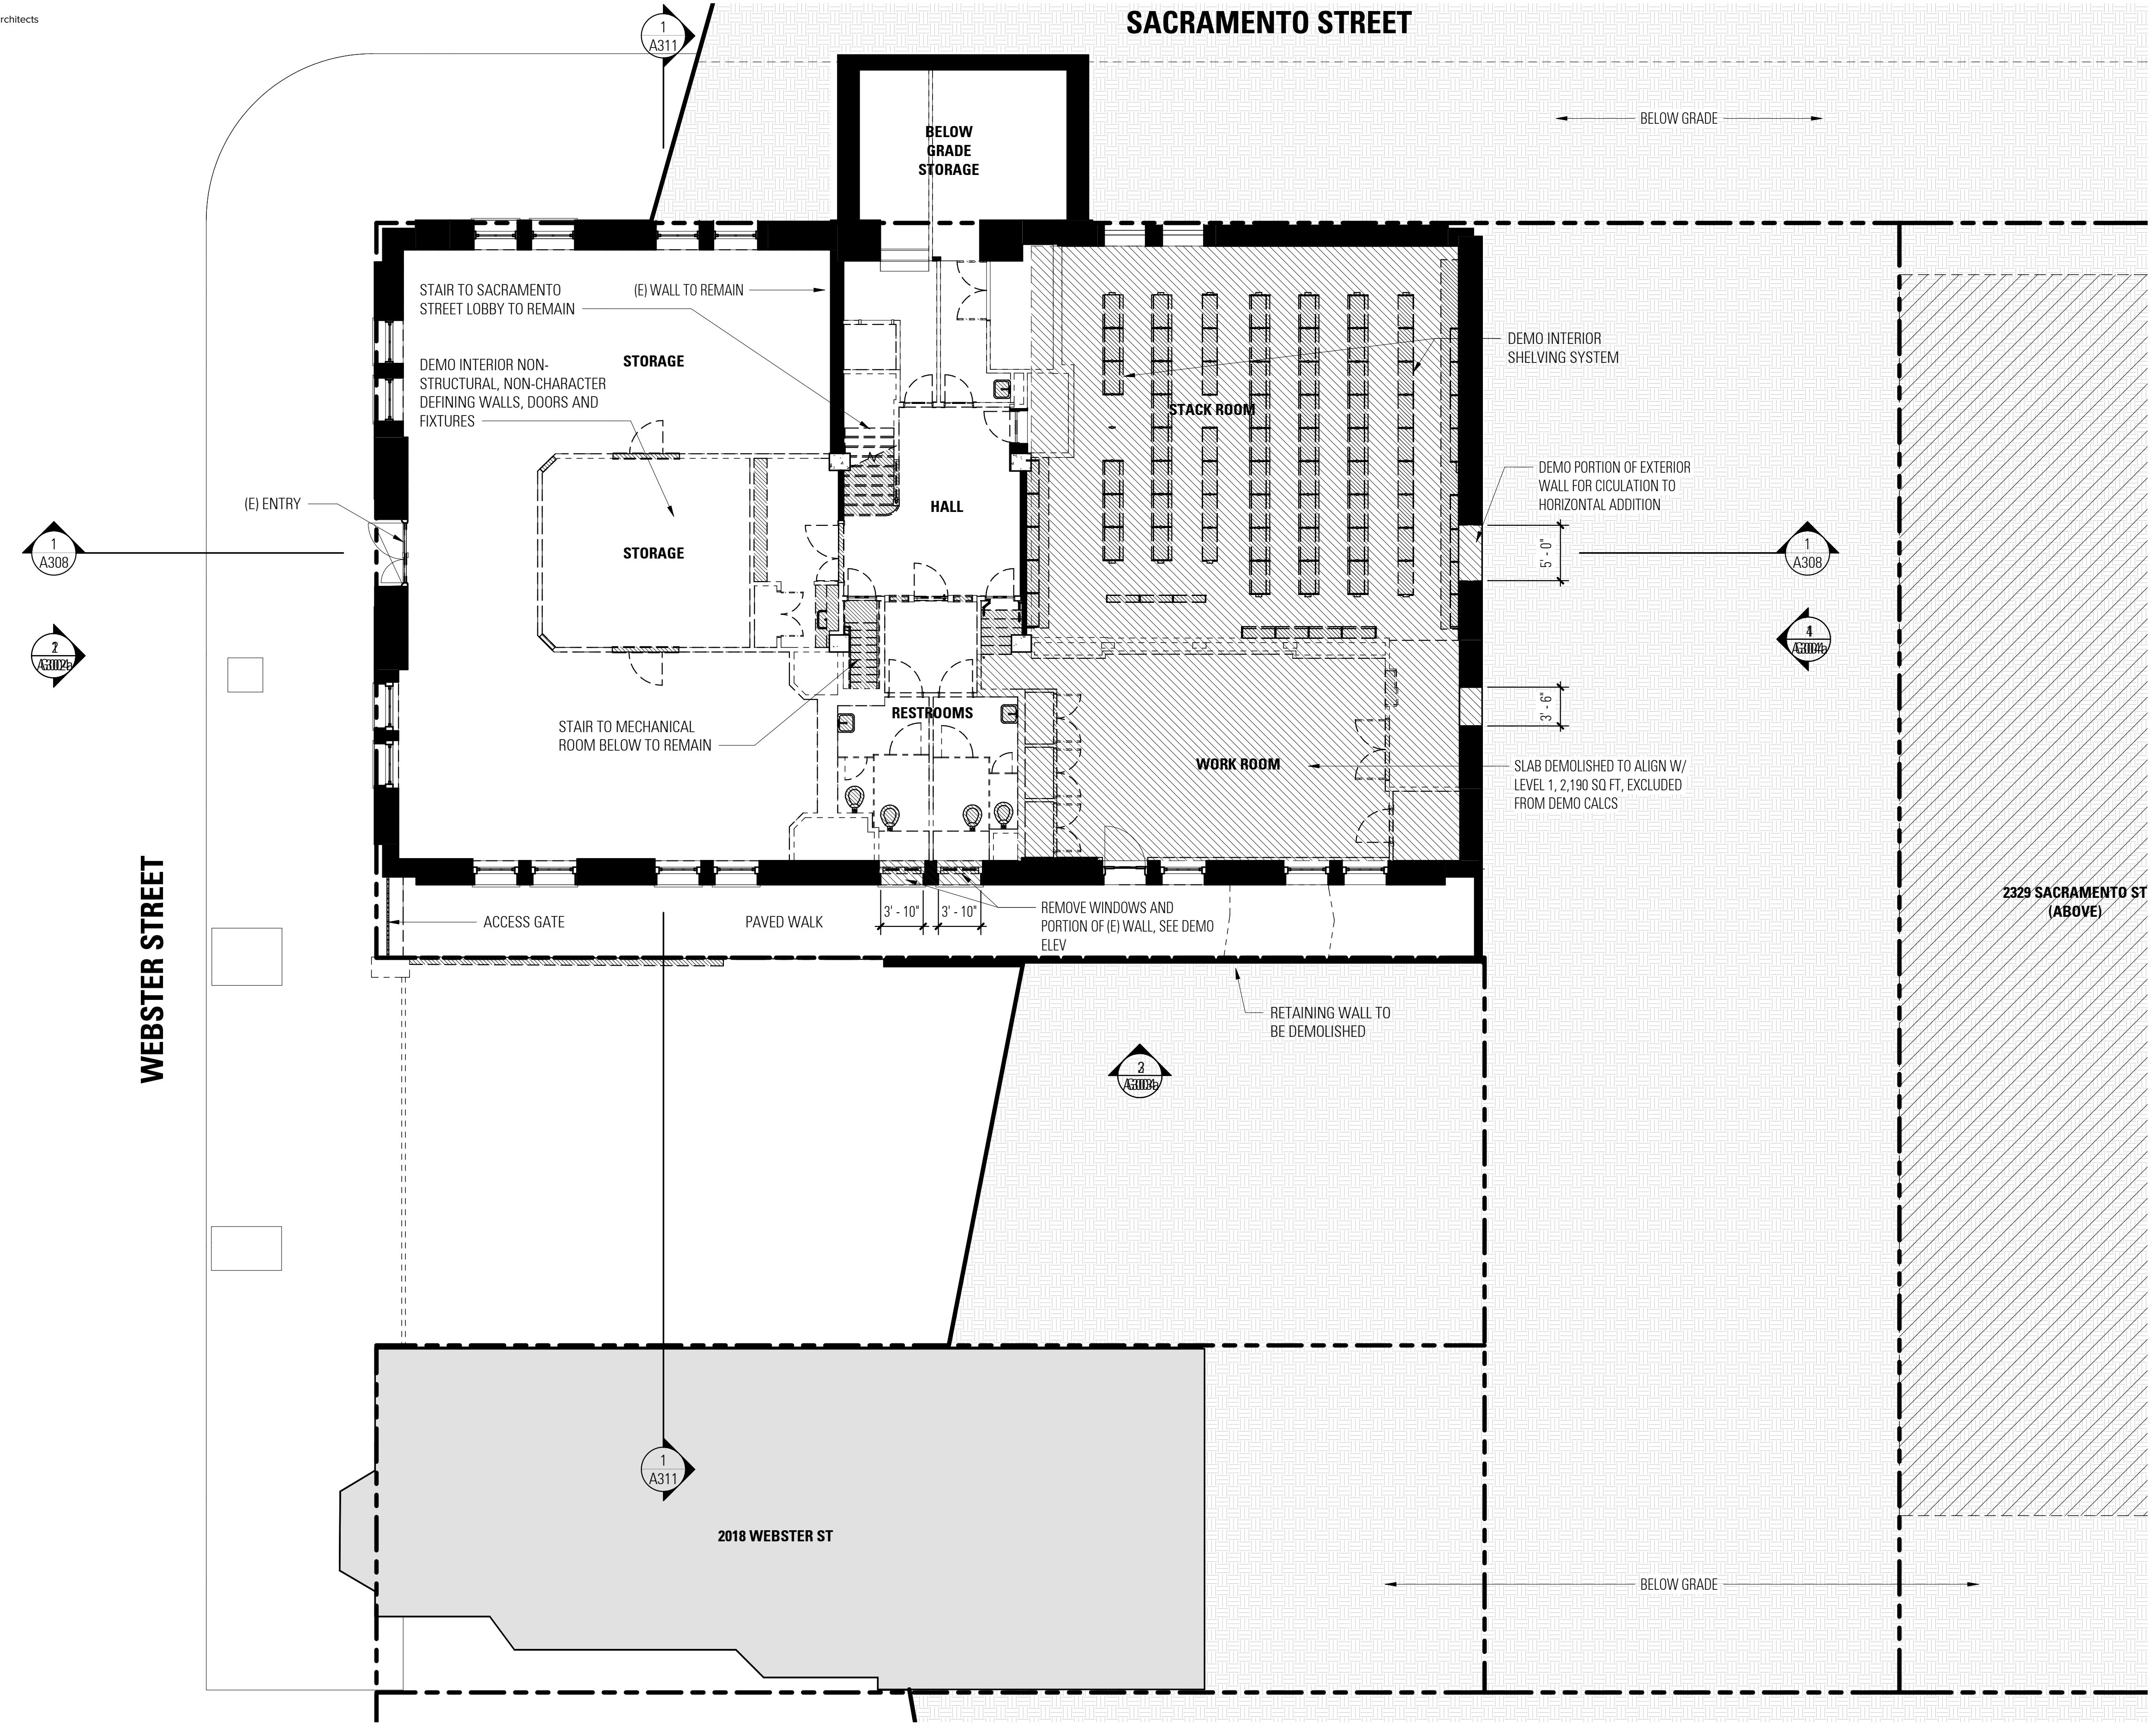 rchitects
SACRAMENTO STREET
1
A311
BELOW GRADE
BELOW
GRADE
STORAGE
STAIR TO SACRAMENTO
STREET LOBBY TO REMAIN
(E) WALL TO REMAIN
STORAGE
DEMO INTERIOR NON-
STRUCTURAL, NON-CHARACTER
DEFINING WALLS, DOORS AND
FIXTURES
DEMO INTERIOR
SHELVING SYSTEM
STACK ROOM
DEMO PORTION OF EXTERIOR
WALL FOR CICULATION TO
HORIZONTAL ADDITION
(E) ENTRY
HALL
1
A308
STORAGE
5' - 0"
1
A308
3' - 6"
RESTROOMS
STAIR TO MECHANICAL
ROOM BELOW TO REMAIN
WORK ROOM
SLAB DEMOLISHED TO ALIGN W/
LEVEL 1, 2,190 SQ FT, EXCLUDED
FROM DEMO CALCS
WEBSTER STREET
ACCESS GATE
PAVED WALK
3' - 10"
3' - 10"
REMOVE WINDOWS AND
PORTION OF (E) WALL, SEE DEMO
ELEV
2329 SACRAMENTO ST
(ABOVE)
RETAINING WALL TO
BE DEMOLISHED
1
A311
2018 WEBSTER ST
BELOW GRADE